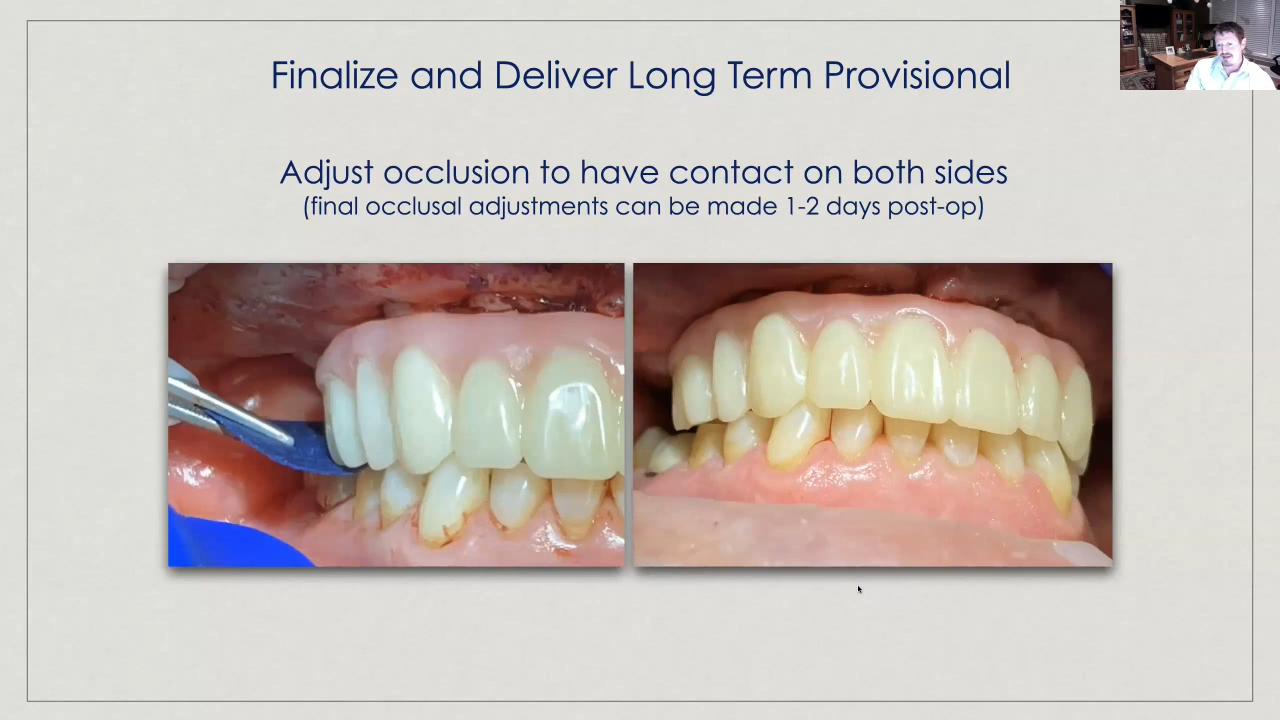 Finalize and Deliver Long Term Provisional
Adjust occlusion to have contact on both sides
(final occlusal adjustments can be made 1-2 days post-op)